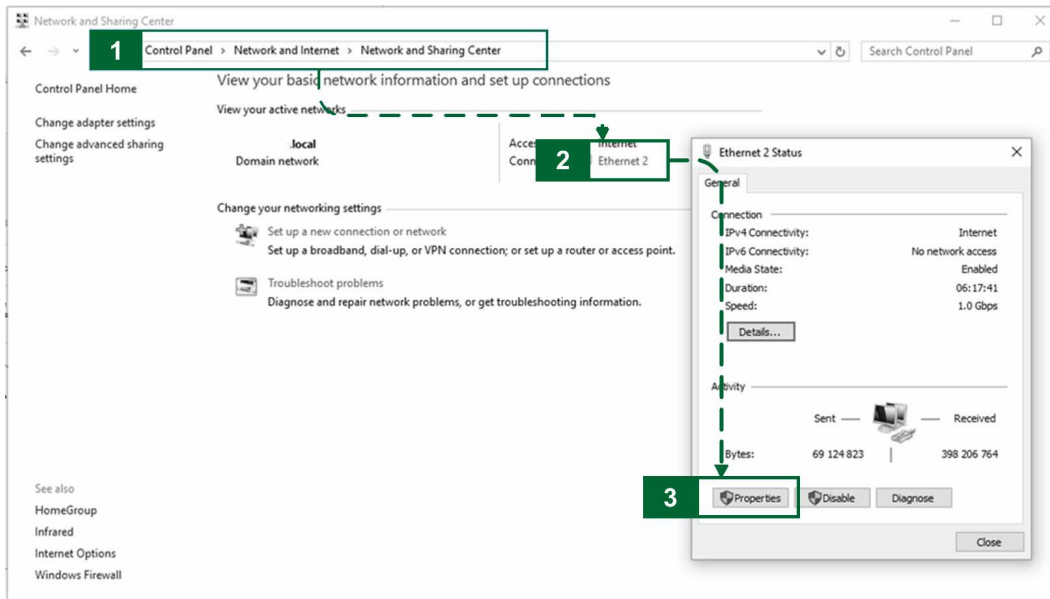 Network and Sharing Center
1 Control Panel > Network and Internet > Network and Sharing Center
Search Control Panel
Control Panel Home
Change adapter settings
Change advanced sharing
settings
View your basic network information and set up connections
View your active networks
.local
Domain network
Internet
2 Ethernet 2
Change your networking settings
Set up a new connection or network
Set up a broadband, dial-up, or VPN connection; or set up a router or access point.
Troubleshoot problems
Diagnose and repair network problems, or get troubleshooting information.
See also
HomeGroup
Infrared
Internet Options
Windows Firewall
Ethernet 2 Status
General
Connection
IPv4 Connectivity: Internet
IPv6 Connectivity: No network access
Media State: Enabled
Duration: 06:17:41
Speed: 1.0 Gbps
Details...
Activity
Sent Received
Bytes: 69 124 823 398 206 764
3 Properties Disable Diagnose
Close